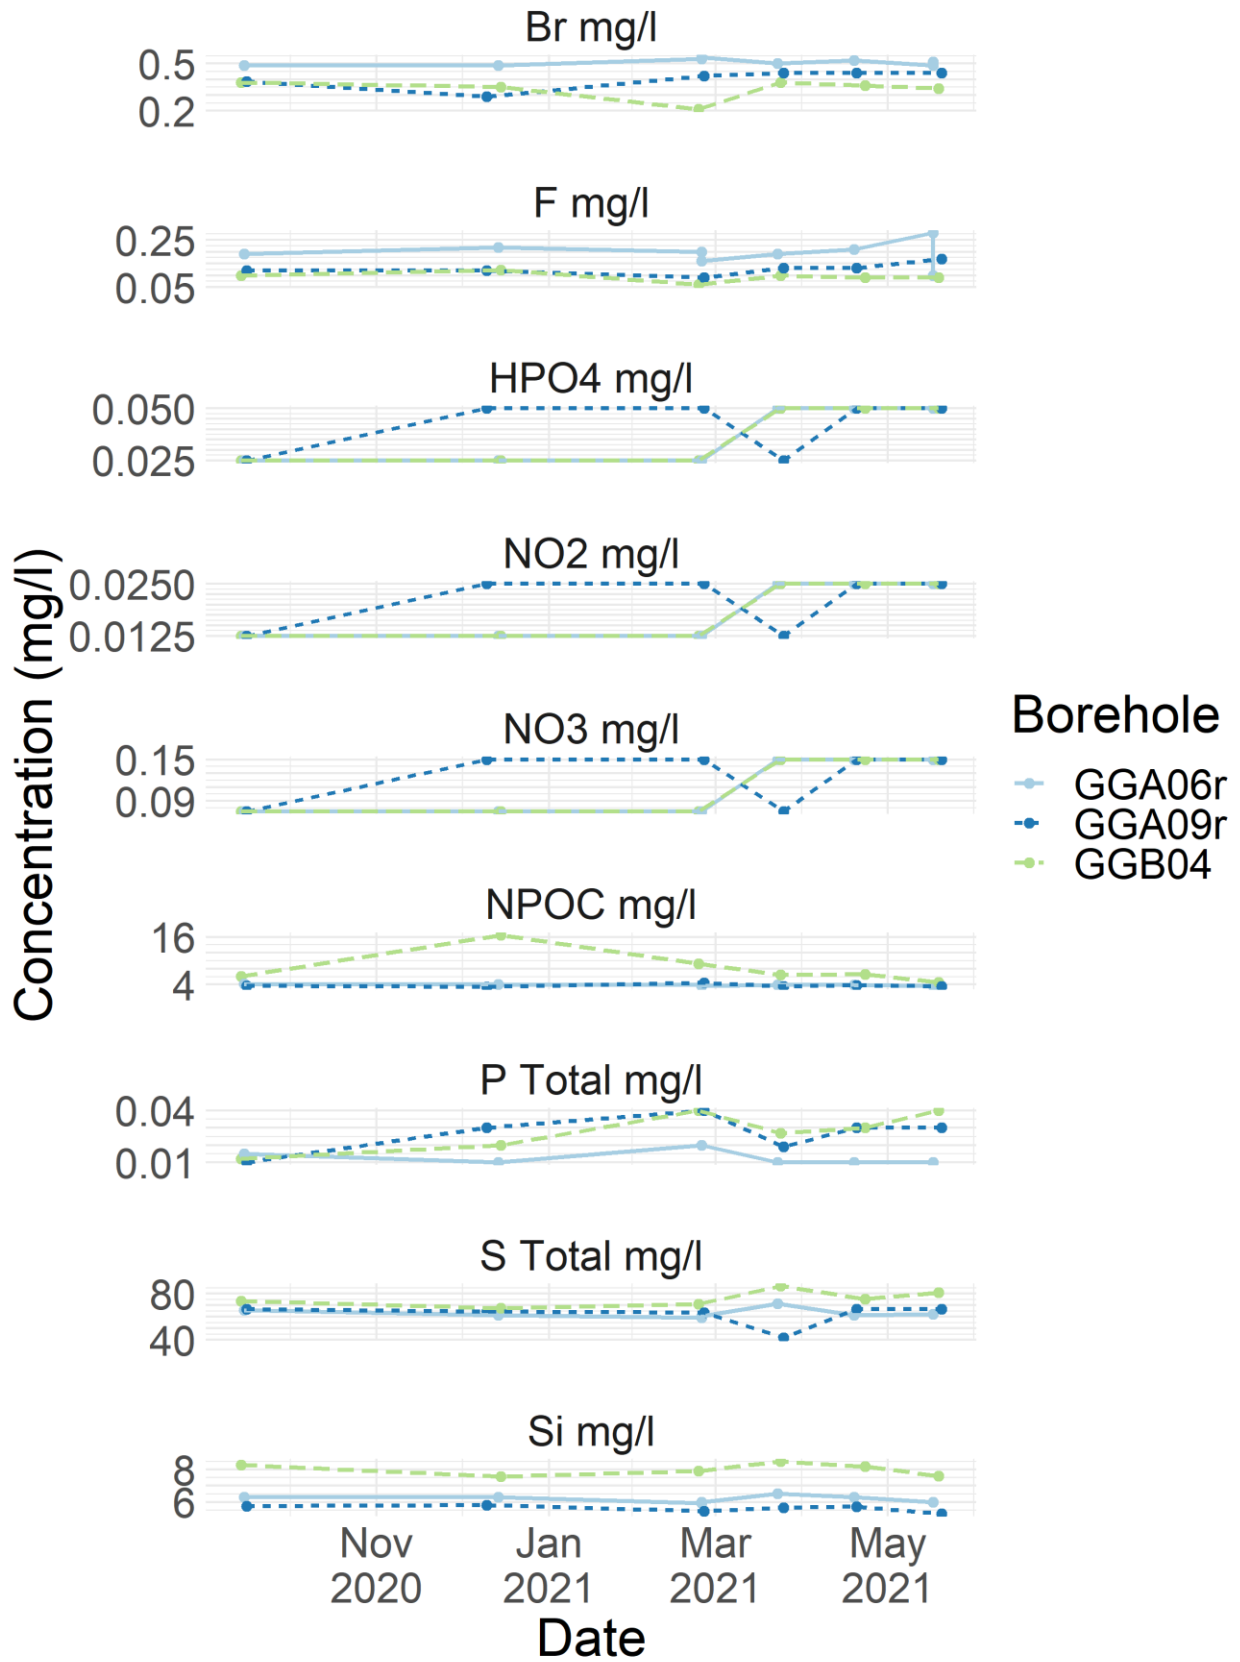 Br mg/l
0.5
0.2
F mg/l
0.25
0.05
HPO4 mg/l
0.050
0.025
NO2 mg/l
0.0250
0.0125
NO3 mg/l
0.15
0.09
NPOC mg/l
16
4
P Total mg/l
0.04
0.01
S Total mg/l
80
40
Si mg/l
8
6
Nov
2020
Jan
2021
Mar
2021
May
2021
Date
Concentration (mg/l)
Borehole
GGA06r
GGA09r
GGB04